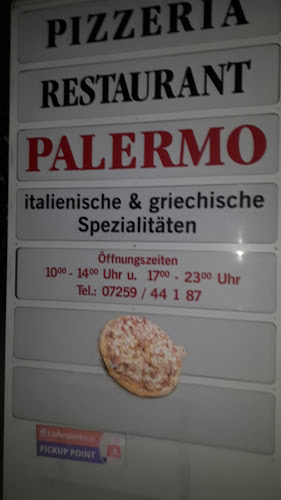 PIZZERIA
RESTAURANT
PALERMO
italienische & griechische
Spezialitäten
Öffnungszeiten
10⁰⁰ - 14⁰⁰ Uhr u. 17⁰⁰ - 23⁰⁰ Uhr
Tel.: 07259 / 44 1 87
PICKUP POINT